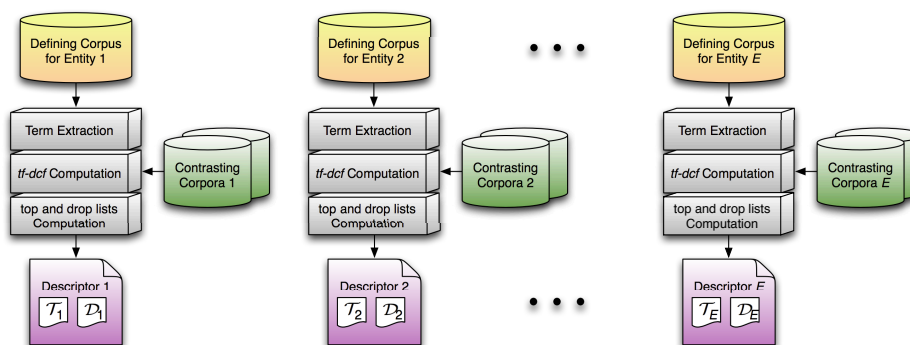 Defining Corpus
for Entity 1
Term Extraction
tf-dcf Computation
top and drop lists
Computation
Contrasting
Corpora 1
Descriptor 1
𝒯1 𝒟1
Defining Corpus
for Entity 2
Term Extraction
tf-dcf Computation
top and drop lists
Computation
Contrasting
Corpora 2
Descriptor 2
𝒯2 𝒟2
• • •
• • •
Defining Corpus
for Entity E
Term Extraction
tf-dcf Computation
top and drop lists
Computation
Contrasting
Corpora E
Descriptor E
𝒯E 𝒟E